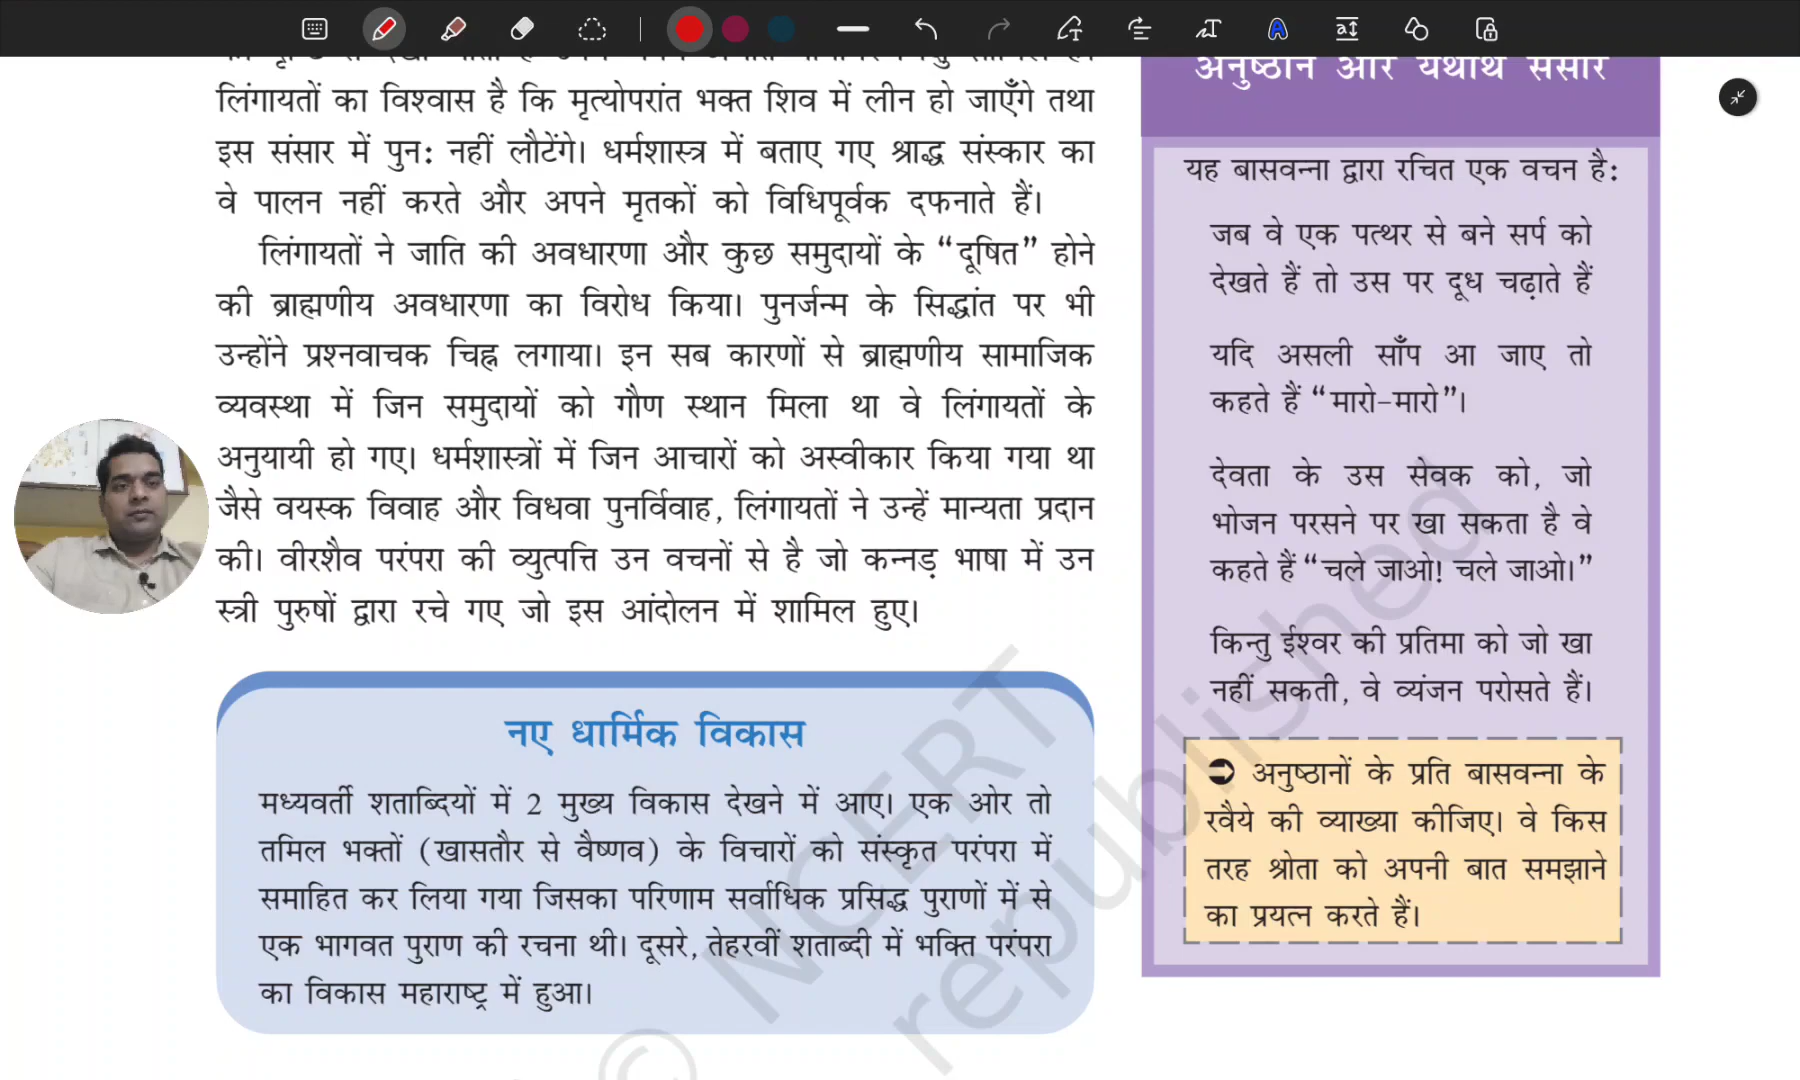 लिंगायतों का विश्वास है कि मृत्योपरांत भक्त शिव में लीन हो जाएँगे तथा
इस संसार में पुन: नहीं लौटेंगे। धर्मशास्त्र में बताए गए श्राद्ध संस्कार का
वे पालन नहीं करते और अपने मृतकों को विधिपूर्वक दफनाते हैं।
लिंगायतों ने जाति की अवधारणा और कुछ समुदायों के “दूषित” होने
की ब्राह्मणीय अवधारणा का विरोध किया। पुनर्जन्म के सिद्धांत पर भी
उन्होंने प्रश्नवाचक चिह्न लगाया। इन सब कारणों से ब्राह्मणीय सामाजिक
व्यवस्था में जिन समुदायों को गौण स्थान मिला था वे लिंगायतों के
अनुयायी हो गए। धर्मशास्त्रों में जिन आचारों को अस्वीकार किया गया था
जैसे वयस्क विवाह और विधवा पुनर्विवाह, लिंगायतों ने उन्हें मान्यता प्रदान
की। वीरशैव परंपरा की व्युत्पत्ति उन वचनों से है जो कन्नड़ भाषा में उन
स्त्री पुरुषों द्वारा रचे गए जो इस आंदोलन में शामिल हुए।
नए धार्मिक विकास
मध्यवर्ती शताब्दियों में 2 मुख्य विकास देखने में आए। एक ओर तो
तमिल भक्तों (खासतौर से वैष्णव) के विचारों को संस्कृत परंपरा में
समाहित कर लिया गया जिसका परिणाम सर्वाधिक प्रसिद्ध पुराणों में से
एक भागवत पुराण की रचना थी। दूसरे, तेहरवीं शताब्दी में भक्ति परंपरा
का विकास महाराष्ट्र में हुआ।
अनुष्ठान और यथार्थ संसार
यह बासवन्ना द्वारा रचित एक वचन है:
जब वे एक पत्थर से बने सर्प को
देखते हैं तो उस पर दूध चढ़ाते हैं
यदि असली साँप आ जाए तो
कहते हैं “मारो-मारो”।
देवता के उस सेवक को, जो
भोजन परसने पर खा सकता है वे
कहते हैं “चले जाओ! चले जाओ।”
किन्तु ईश्वर की प्रतिमा को जो खा
नहीं सकती, वे व्यंजन परोसते हैं।
➲ अनुष्ठानों के प्रति बासवन्ना के
रवैये की व्याख्या कीजिए। वे किस
तरह श्रोता को अपनी बात समझाने
का प्रयत्न करते हैं।
© NCERT
republished